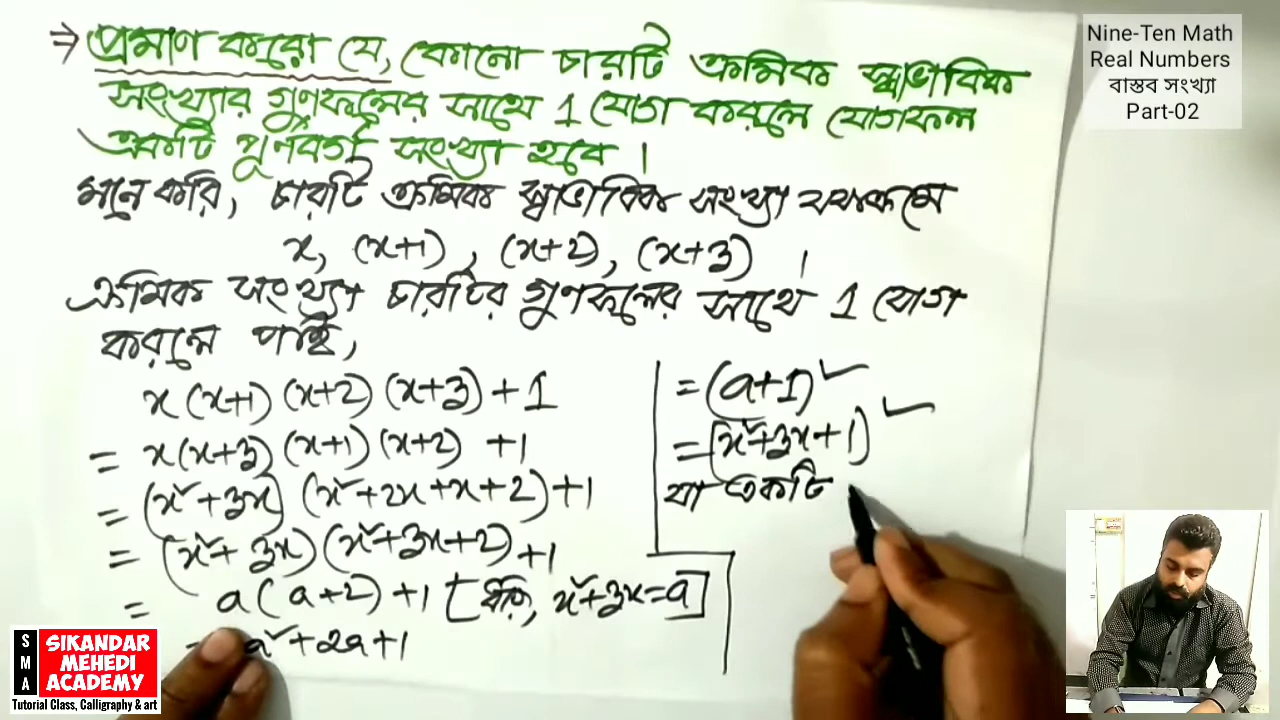 ⇒ প্রমাণ করো যে, কোনো চারটি ক্রমিক স্বাভাবিক
সংখ্যার গুণফলের সাথে 1 যোগ করলে যোগফল
একটি পূর্ণবর্গ সংখ্যা হবে ।
মনে করি, চারটি ক্রমিক স্বাভাবিক সংখ্যা যথাক্রমে
x, (x+1), (x+2), (x+3) ।
ক্রমিক সংখ্যা চারটির গুণফলের সাথে 1 যোগ
করলে পাই,
x(x+1)(x+2)(x+3)+1
= x(x+3)(x+1)(x+2)+1
= (x²+3x)(x²+2x+x+2)+1
= (x²+3x)(x²+3x+2)+1
= a(a+2)+1 [ধরি, x²+3x=a]
= a²+2a+1
= (a+1)²
= (x²+3x+1)²
যা একটি
Nine-Ten Math
Real Numbers
বাস্তব সংখ্যা
Part-02
SMA
SIKANDAR
MEHEDI
ACADEMY
Tutorial Class, Calligraphy & art